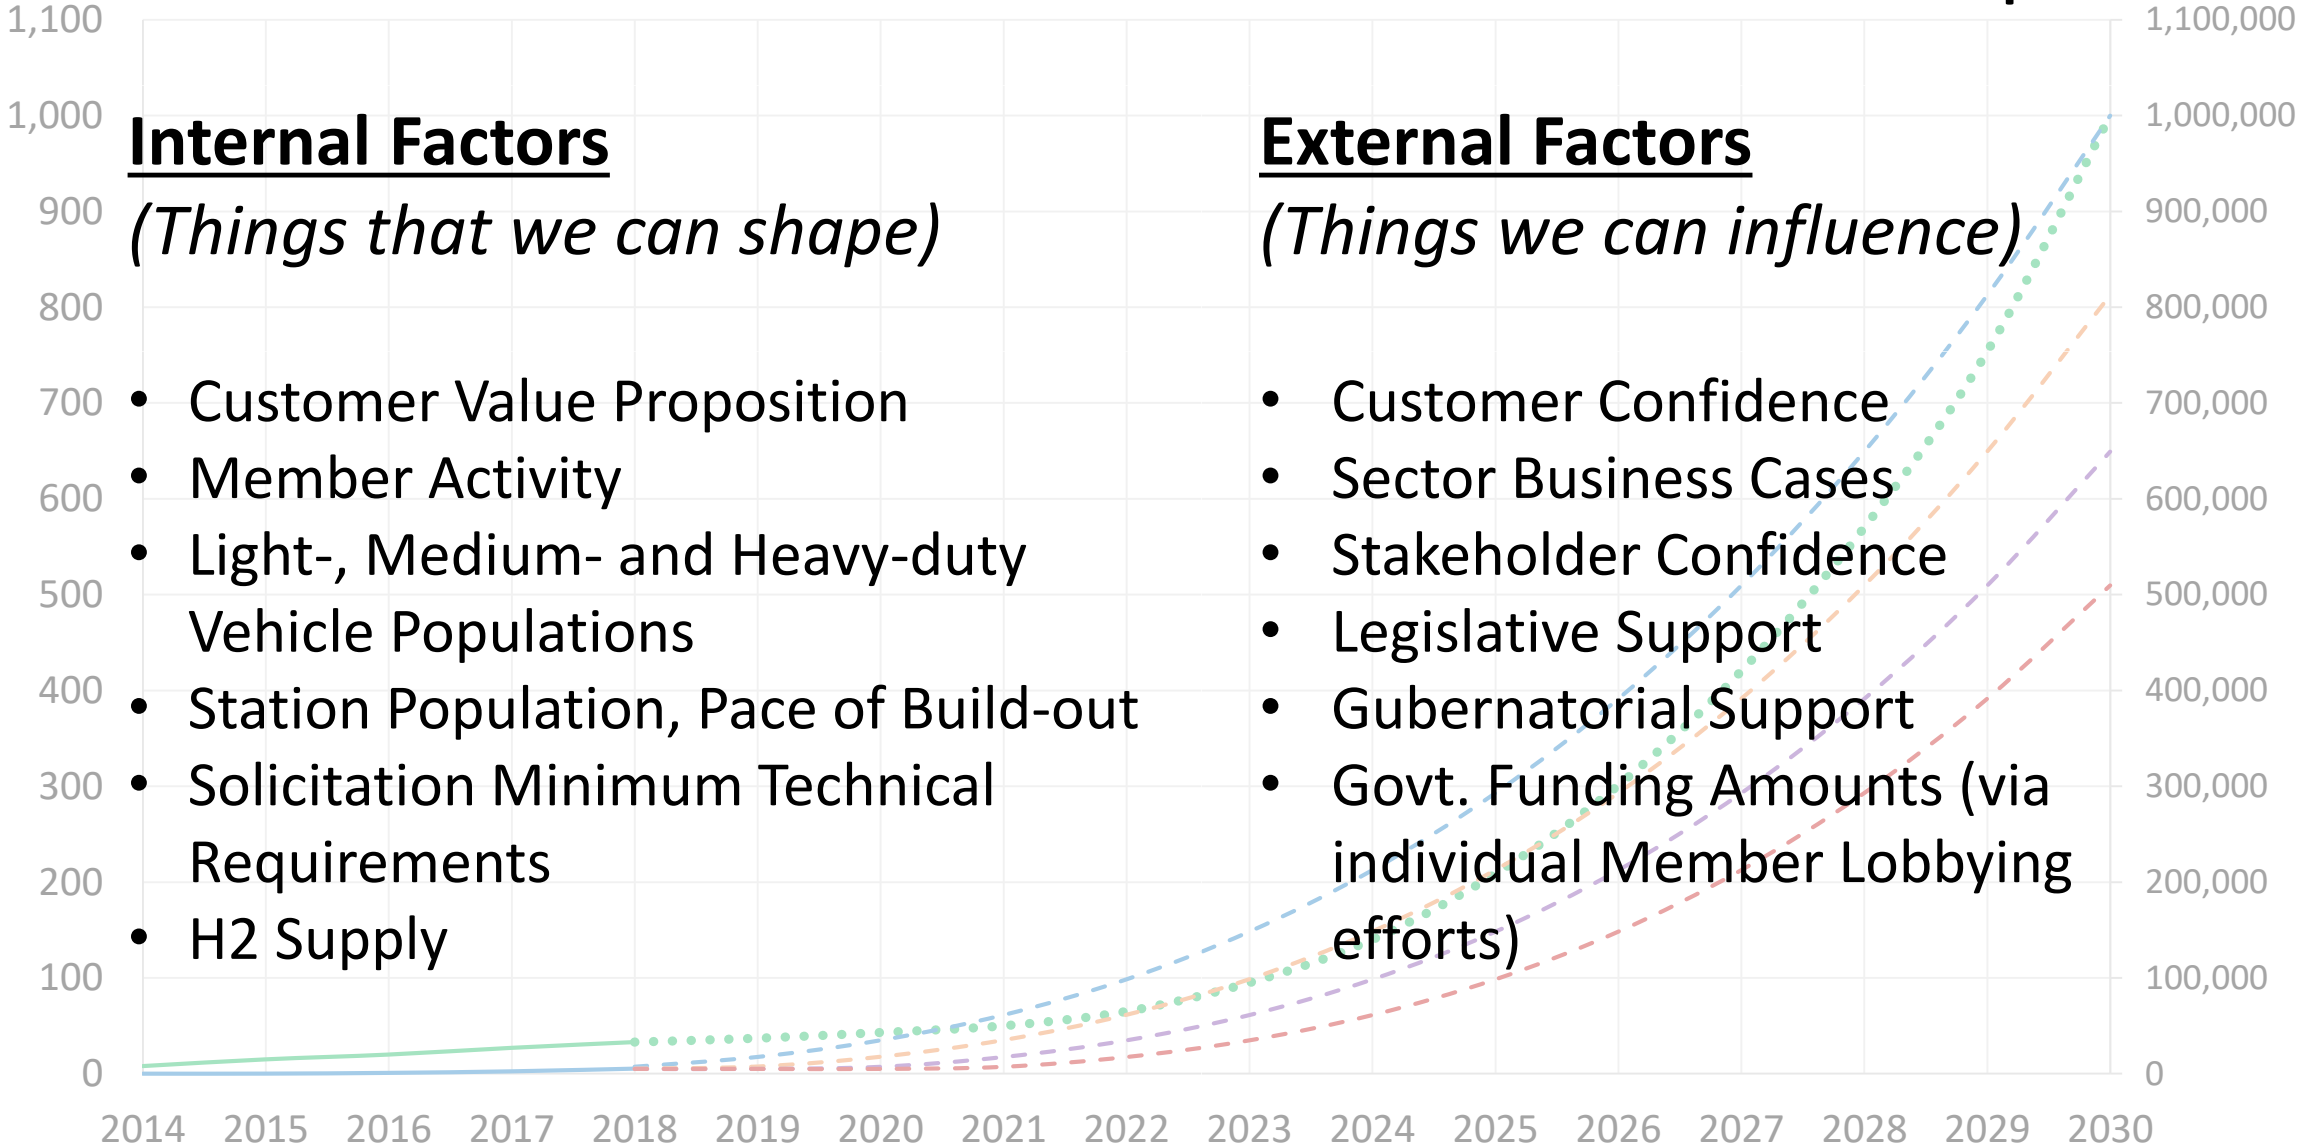 Internal Factors
(Things that we can shape)
• Customer Value Proposition
• Member Activity
• Light-, Medium- and Heavy-duty
Vehicle Populations
• Station Population, Pace of Build-out
• Solicitation Minimum Technical
Requirements
• H2 Supply
External Factors
(Things we can influence)
• Customer Confidence
• Sector Business Cases
• Stakeholder Confidence
• Legislative Support
• Gubernatorial Support
• Govt. Funding Amounts (via
individual Member Lobbying
efforts)
1,100
1,000
900
800
700
600
500
400
300
200
100
0
1,100,000
1,000,000
900,000
800,000
700,000
600,000
500,000
400,000
300,000
200,000
100,000
0
2014 2015 2016 2017 2018 2019 2020 2021 2022 2023 2024 2025 2026 2027 2028 2029 2030